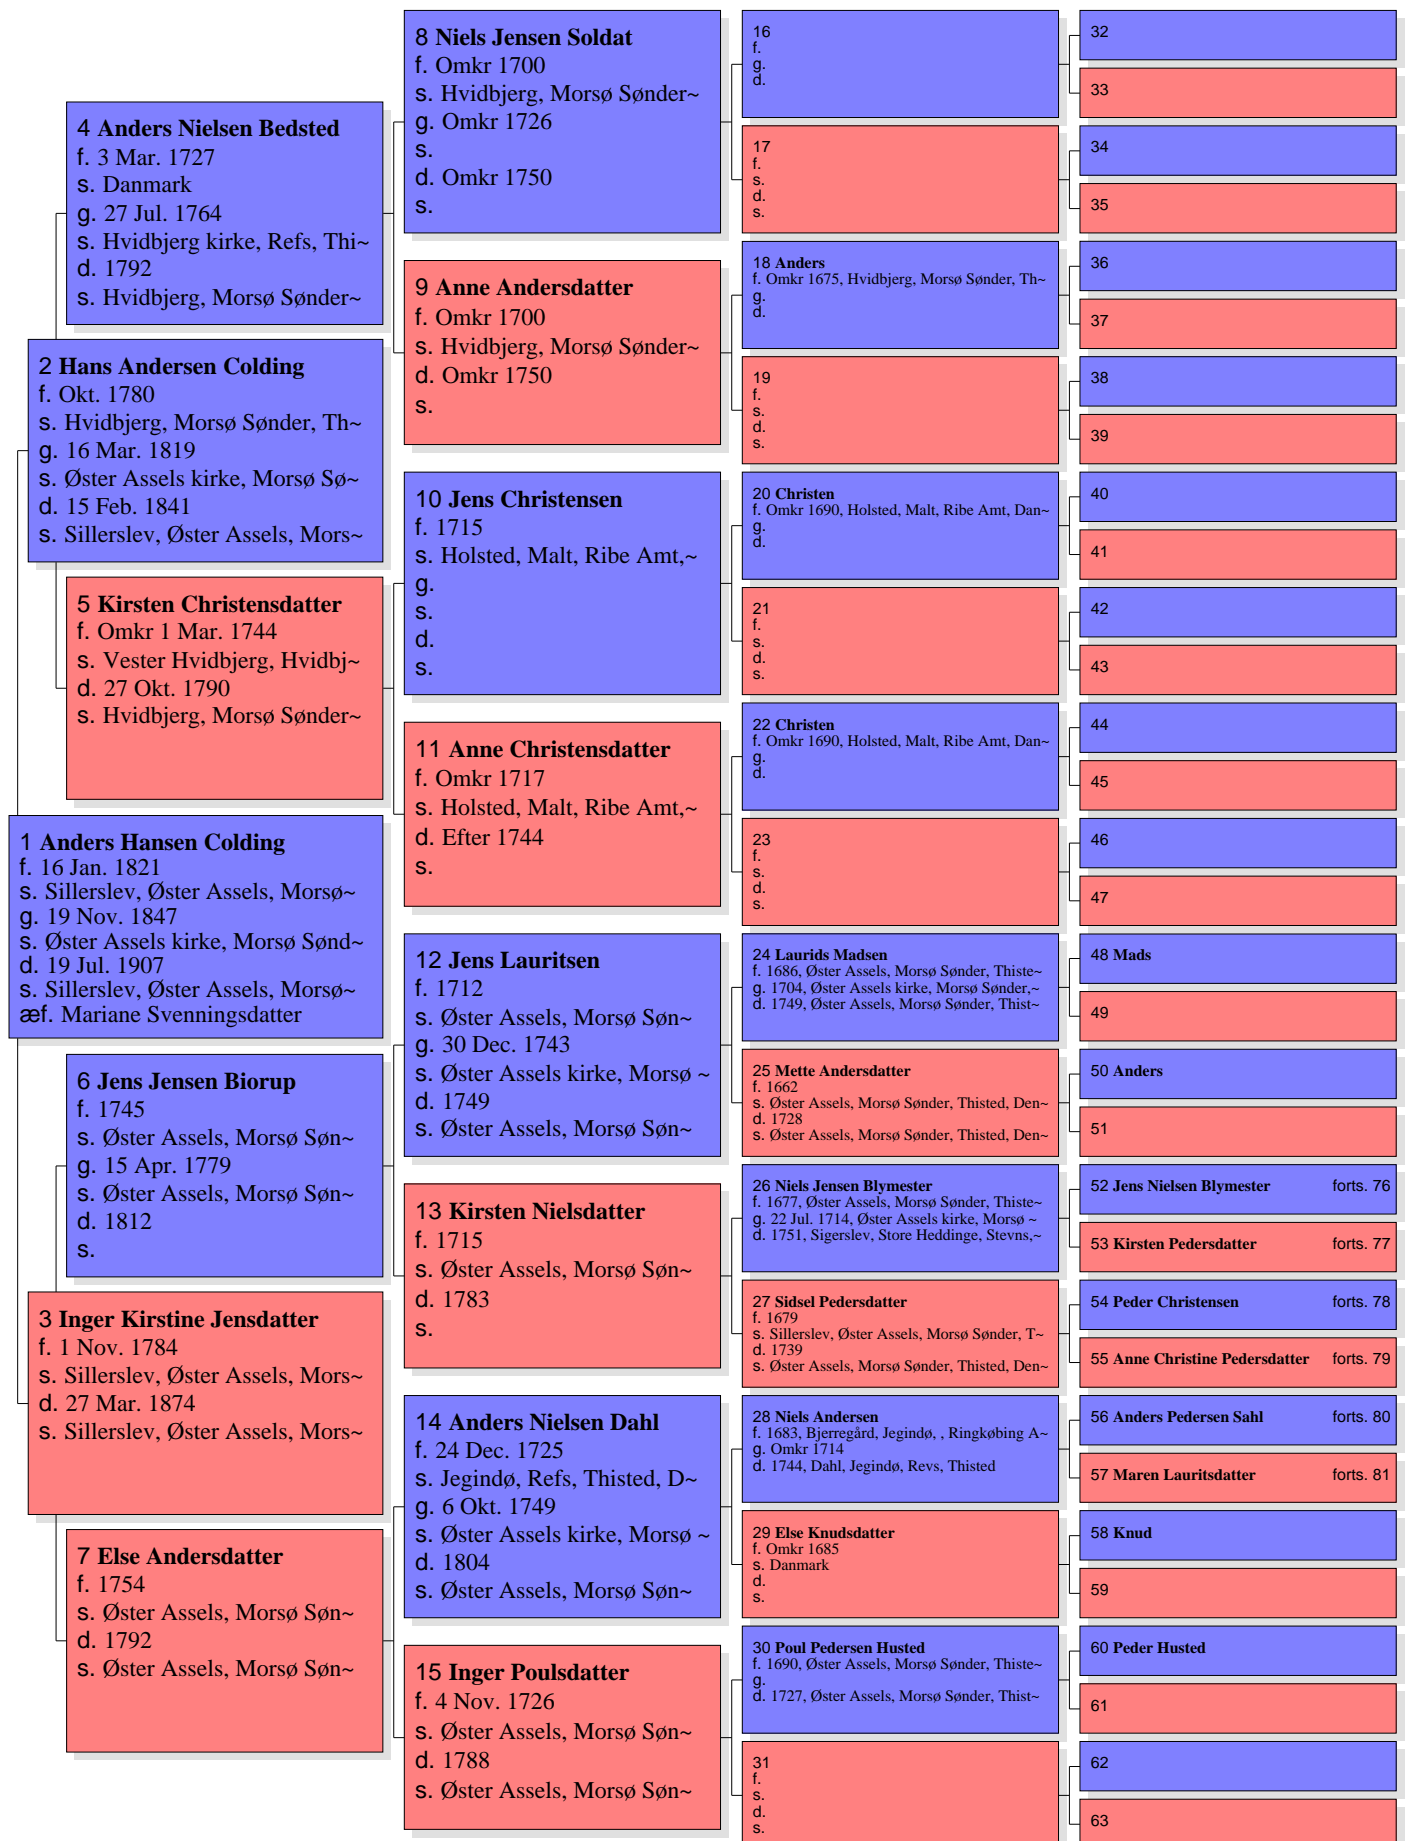 1 Anders Hansen Colding
f. 16 Jan. 1821
s. Sillerslev, Øster Assels, Morsø~
g. 19 Nov. 1847
s. Øster Assels kirke, Morsø Sønd~
d. 19 Jul. 1907
s. Sillerslev, Øster Assels, Morsø~
æf. Mariane Svenningsdatter
2 Hans Andersen Colding
f. Okt. 1780
s. Hvidbjerg, Morsø Sønder, Th~
g. 16 Mar. 1819
s. Øster Assels kirke, Morsø Sø~
d. 15 Feb. 1841
s. Sillerslev, Øster Assels, Mors~
3 Inger Kirstine Jensdatter
f. 1 Nov. 1784
s. Sillerslev, Øster Assels, Mors~
d. 27 Mar. 1874
s. Sillerslev, Øster Assels, Mors~
4 Anders Nielsen Bedsted
f. 3 Mar. 1727
s. Danmark
g. 27 Jul. 1764
s. Hvidbjerg kirke, Refs, Thi~
d. 1792
s. Hvidbjerg, Morsø Sønder~
5 Kirsten Christensdatter
f. Omkr 1 Mar. 1744
s. Vester Hvidbjerg, Hvidbj~
d. 27 Okt. 1790
s. Hvidbjerg, Morsø Sønder~
6 Jens Jensen Biorup
f. 1745
s. Øster Assels, Morsø Søn~
g. 15 Apr. 1779
s. Øster Assels, Morsø Søn~
d. 1812
s.
7 Else Andersdatter
f. 1754
s. Øster Assels, Morsø Søn~
d. 1792
s. Øster Assels, Morsø Søn~
8 Niels Jensen Soldat
f. Omkr 1700
s. Hvidbjerg, Morsø Sønder~
g. Omkr 1726
s.
d. Omkr 1750
s.
9 Anne Andersdatter
f. Omkr 1700
s. Hvidbjerg, Morsø Sønder~
d. Omkr 1750
s.
10 Jens Christensen
f. 1715
s. Holsted, Malt, Ribe Amt,~
g.
s.
d.
s.
11 Anne Christensdatter
f. Omkr 1717
s. Holsted, Malt, Ribe Amt,~
d. Efter 1744
s.
12 Jens Lauritsen
f. 1712
s. Øster Assels, Morsø Søn~
g. 30 Dec. 1743
s. Øster Assels kirke, Morsø ~
d. 1749
s. Øster Assels, Morsø Søn~
13 Kirsten Nielsdatter
f. 1715
s. Øster Assels, Morsø Søn~
d. 1783
s.
14 Anders Nielsen Dahl
f. 24 Dec. 1725
s. Jegindø, Refs, Thisted, D~
g. 6 Okt. 1749
s. Øster Assels kirke, Morsø ~
d. 1804
s. Øster Assels, Morsø Søn~
15 Inger Poulsdatter
f. 4 Nov. 1726
s. Øster Assels, Morsø Søn~
d. 1788
s. Øster Assels, Morsø Søn~
16
f.
g.
d.
17
f.
s.
d.
s.
18 Anders
f. Omkr 1675, Hvidbjerg, Morsø Sønder, Th~
g.
d.
19
f.
s.
d.
s.
20 Christen
f. Omkr 1690, Holsted, Malt, Ribe Amt, Dan~
g.
d.
21
f.
s.
d.
s.
22 Christen
f. Omkr 1690, Holsted, Malt, Ribe Amt, Dan~
g.
d.
23
f.
s.
d.
s.
24 Laurids Madsen
f. 1686, Øster Assels, Morsø Sønder, Thiste~
g. 1704, Øster Assels kirke, Morsø Sønder,~
d. 1749, Øster Assels, Morsø Sønder, Thist~
25 Mette Andersdatter
f. 1662
s. Øster Assels, Morsø Sønder, Thisted, Den~
d. 1728
s. Øster Assels, Morsø Sønder, Thisted, Den~
26 Niels Jensen Blymester
f. 1677, Øster Assels, Morsø Sønder, Thiste~
g. 22 Jul. 1714, Øster Assels kirke, Morsø ~
d. 1751, Sigerslev, Store Heddinge, Stevns,~
27 Sidsel Pedersdatter
f. 1679
s. Sillerslev, Øster Assels, Morsø Sønder, T~
d. 1739
s. Øster Assels, Morsø Sønder, Thisted, Den~
28 Niels Andersen
f. 1683, Bjerregård, Jegindø, , Ringkøbing A~
g. Omkr 1714
d. 1744, Dahl, Jegindø, Revs, Thisted
29 Else Knudsdatter
f. Omkr 1685
s. Danmark
d.
s.
30 Poul Pedersen Husted
f. 1690, Øster Assels, Morsø Sønder, Thiste~
g.
d. 1727, Øster Assels, Morsø Sønder, Thist~
31
f.
s.
d.
s.
32
33
34
35
36
37
38
39
40
41
42
43
44
45
46
47
48 Mads
49
50 Anders
51
52 Jens Nielsen Blymester forts. 76
53 Kirsten Pedersdatter forts. 77
54 Peder Christensen forts. 78
55 Anne Christine Pedersdatter forts. 79
56 Anders Pedersen Sahl forts. 80
57 Maren Lauritsdatter forts. 81
58 Knud
59
60 Peder Husted
61
62
63